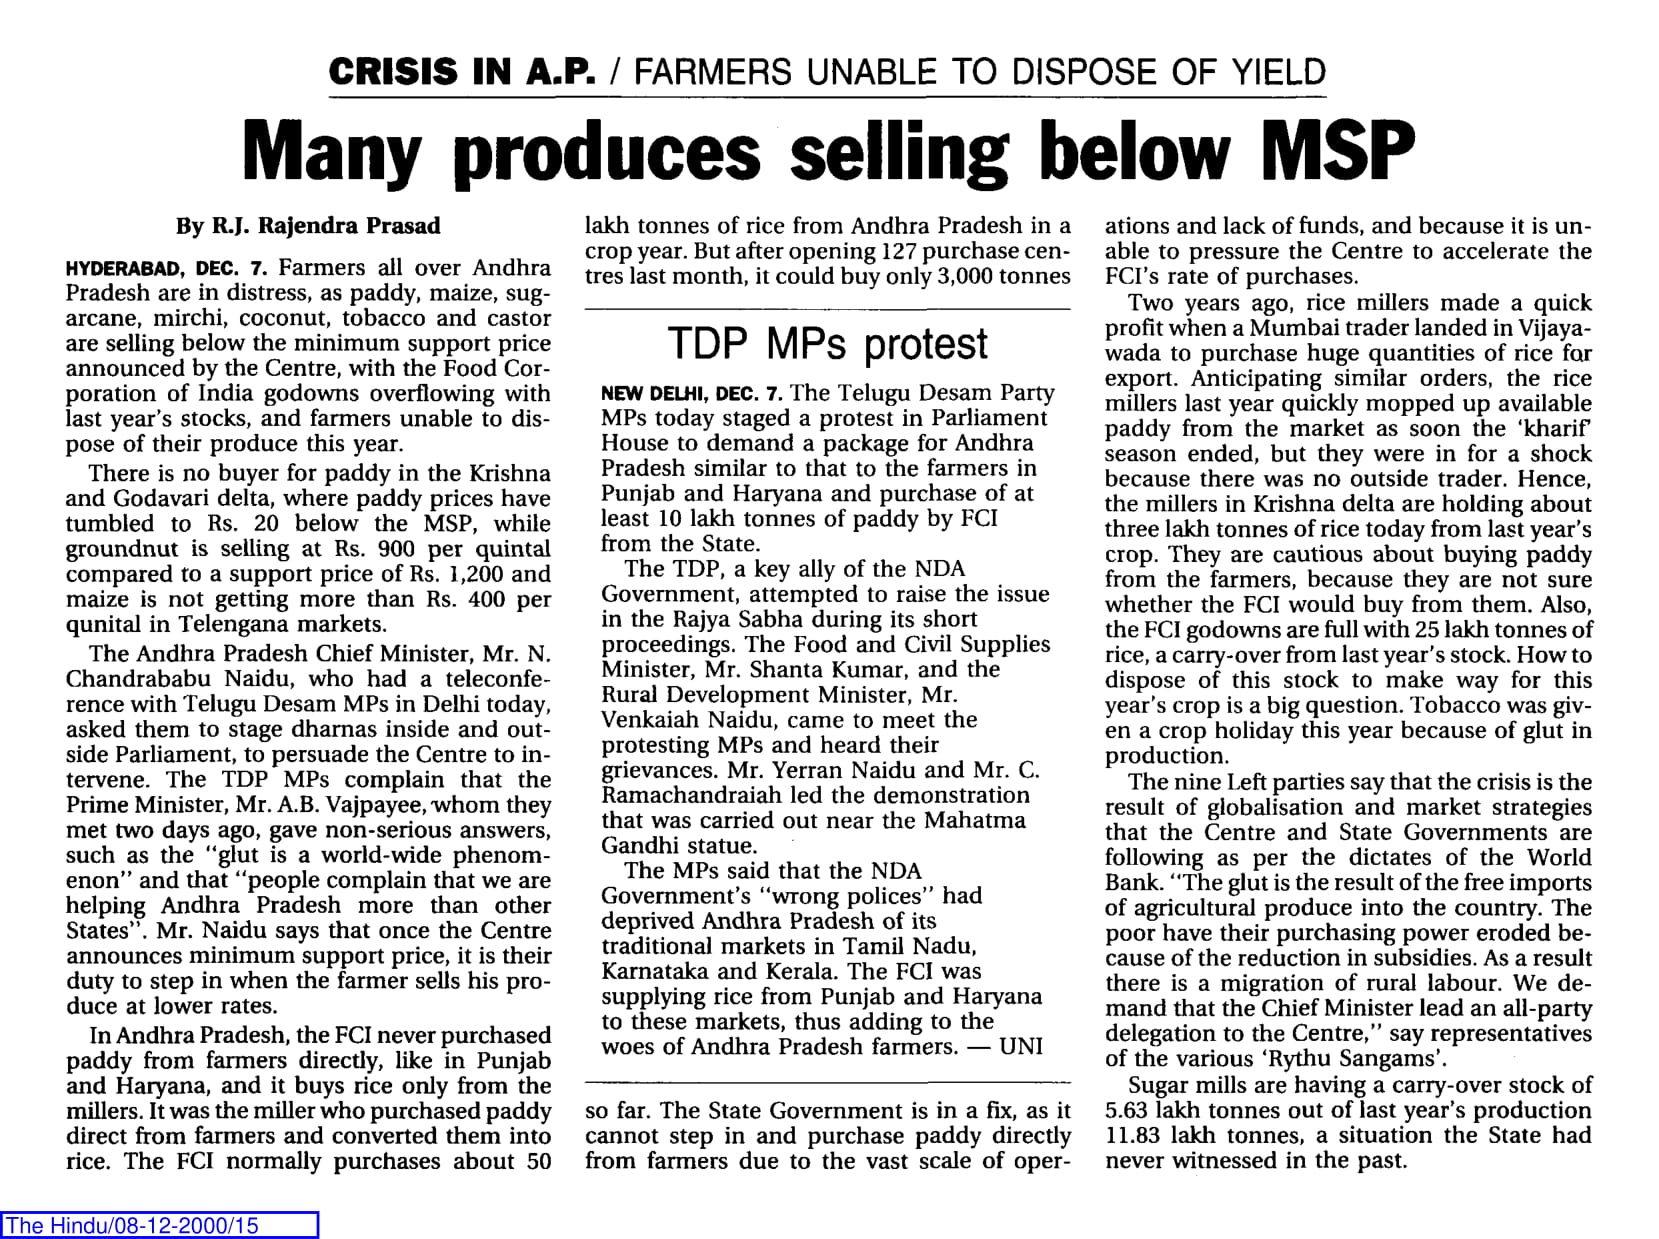 CRISIS IN A.P. / FARMERS UNABLE TO DISPOSE OF YIELD
Many produces selling below MSP
By R.J. Rajendra Prasad
HYDERABAD, DEC. 7. Farmers all over Andhra
Pradesh are in distress, as paddy, maize, sug-
arcane, mirchi, coconut, tobacco and castor
are selling below the minimum support price
announced by the Centre, with the Food Cor-
poration of India godowns overflowing with
last year's stocks, and farmers unable to dis-
pose of their produce this year.
There is no buyer for paddy in the Krishna
and Godavari delta, where paddy prices have
tumbled to Rs. 20 below the MSP, while
groundnut is selling at Rs. 900 per quintal
compared to a support price of Rs. 1,200 and
maize is not getting more than Rs. 400 per
qunital in Telengana markets.
The Andhra Pradesh Chief Minister, Mr. N.
Chandrababu Naidu, who had a teleconfe-
rence with Telugu Desam MPs in Delhi today,
asked them to stage dharnas inside and out-
side Parliament, to persuade the Centre to in-
tervene. The TDP MPs complain that the
Prime Minister, Mr. A.B. Vajpayee, whom they
met two days ago, gave non-serious answers,
such as the "glut is a world-wide phenom-
enon" and that "people complain that we are
helping Andhra Pradesh more than other
States". Mr. Naidu says that once the Centre
announces minimum support price, it is their
duty to step in when the farmer sells his pro-
duce at lower rates.
In Andhra Pradesh, the FCI never purchased
paddy from farmers directly, like in Punjab
and Haryana, and it buys rice only from the
millers. It was the miller who purchased paddy
direct from farmers and converted them into
rice. The FCI normally purchases about 50
lakh tonnes of rice from Andhra Pradesh in a
crop year. But after opening 127 purchase cen-
tres last month, it could buy only 3,000 tonnes
TDP MPs protest
NEW DELHI, DEC. 7. The Telugu Desam Party
MPs today staged a protest in Parliament
House to demand a package for Andhra
Pradesh similar to that to the farmers in
Punjab and Haryana and purchase of at
least 10 lakh tonnes of paddy by FCI
from the State.
The TDP, a key ally of the NDA
Government, attempted to raise the issue
in the Rajya Sabha during its short
proceedings. The Food and Civil Supplies
Minister, Mr. Shanta Kumar, and the
Rural Development Minister, Mr.
Venkaiah Naidu, came to meet the
protesting MPs and heard their
grievances. Mr. Yerran Naidu and Mr. C.
Ramachandraiah led the demonstration
that was carried out near the Mahatma
Gandhi statue.
The MPs said that the NDA
Government's "wrong polices" had
deprived Andhra Pradesh of its
traditional markets in Tamil Nadu,
Karnataka and Kerala. The FCI was
supplying rice from Punjab and Haryana
to these markets, thus adding to the
woes of Andhra Pradesh farmers. — UNI
so far. The State Government is in a fix, as it
cannot step in and purchase paddy directly
from farmers due to the vast scale of oper-
ations and lack of funds, and because it is un-
able to pressure the Centre to accelerate the
FCI's rate of purchases.
Two years ago, rice millers made a quick
profit when a Mumbai trader landed in Vijaya-
wada to purchase huge quantities of rice for
export. Anticipating similar orders, the rice
millers last year quickly mopped up available
paddy from the market as soon the 'kharif'
season ended, but they were in for a shock
because there was no outside trader. Hence,
the millers in Krishna delta are holding about
three lakh tonnes of rice today from last year's
crop. They are cautious about buying paddy
from the farmers, because they are not sure
whether the FCI would buy from them. Also,
the FCI godowns are full with 25 lakh tonnes of
rice, a carry-over from last year's stock. How to
dispose of this stock to make way for this
year's crop is a big question. Tobacco was giv-
en a crop holiday this year because of glut in
production.
The nine Left parties say that the crisis is the
result of globalisation and market strategies
that the Centre and State Governments are
following as per the dictates of the World
Bank. "The glut is the result of the free imports
of agricultural produce into the country. The
poor have their purchasing power eroded be-
cause of the reduction in subsidies. As a result
there is a migration of rural labour. We de-
mand that the Chief Minister lead an all-party
delegation to the Centre," say representatives
of the various 'Rythu Sangams'.
Sugar mills are having a carry-over stock of
5.63 lakh tonnes out of last year's production
11.83 lakh tonnes, a situation the State had
never witnessed in the past.
The Hindu/08-12-2000/15